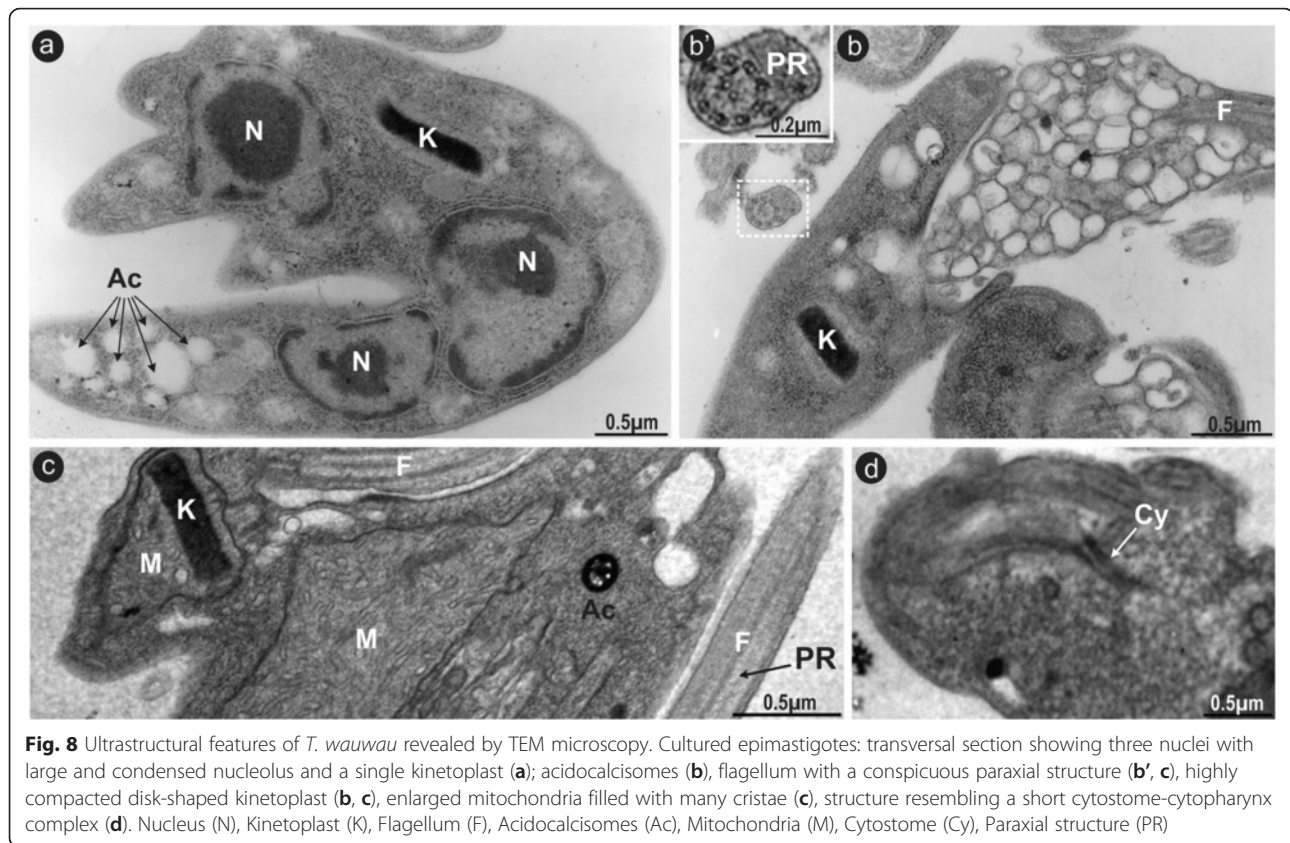 a
N
K
N
Ac
N
0.5µm
b'
PR
0.2µm
b
F
K
0.5µm
c
F
K
M
Ac
M
F
PR
0.5µm
d
Cy
0.5µm
Fig. 8 Ultrastructural features of T. wauwau revealed by TEM microscopy. Cultured epimastigotes: transversal section showing three nuclei with
large and condensed nucleolus and a single kinetoplast (a); acidocalcisomes (b), flagellum with a conspicuous paraxial structure (b', c), highly
compacted disk-shaped kinetoplast (b, c), enlarged mitochondria filled with many cristae (c), structure resembling a short cytostome-cytopharynx
complex (d). Nucleus (N), Kinetoplast (K), Flagellum (F), Acidocalcisomes (Ac), Mitochondria (M), Cytostome (Cy), Paraxial structure (PR)